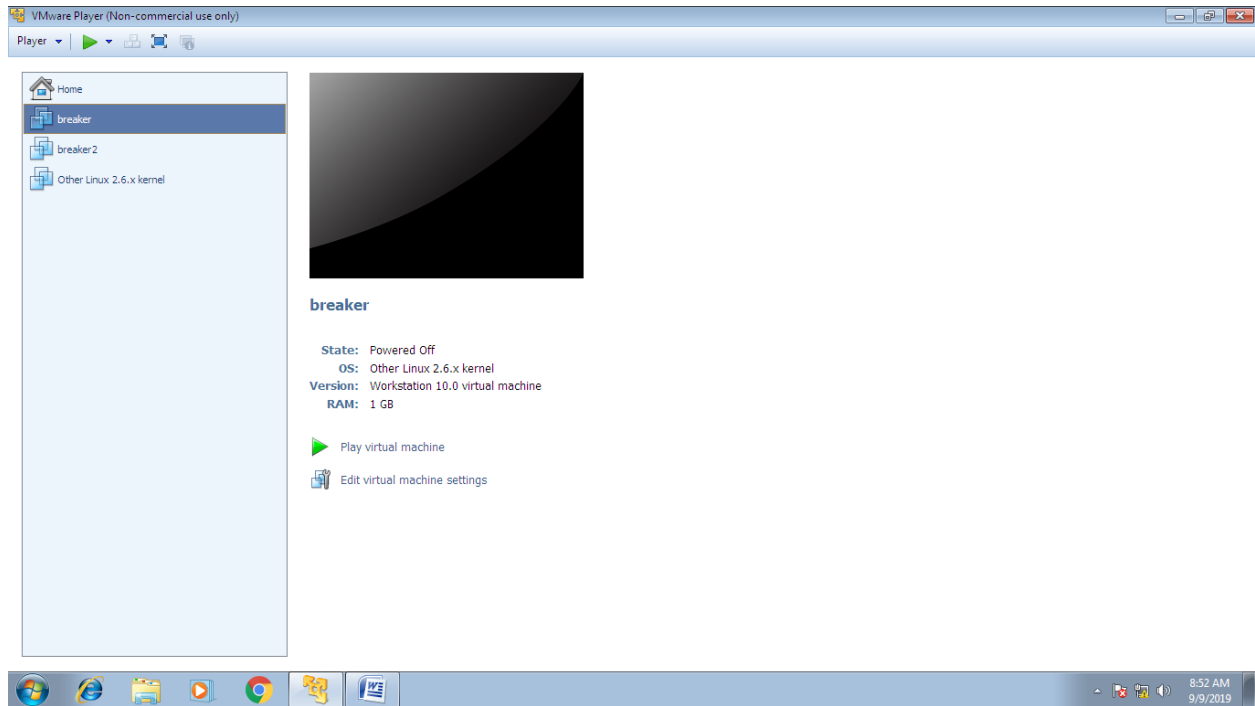 VMware Player (Non-commercial use only)
Player
Home
breaker
breaker2
Other Linux 2.6.x kernel
breaker
State: Powered Off
OS: Other Linux 2.6.x kernel
Version: Workstation 10.0 virtual machine
RAM: 1 GB
Play virtual machine
Edit virtual machine settings
8:52 AM
9/9/2019